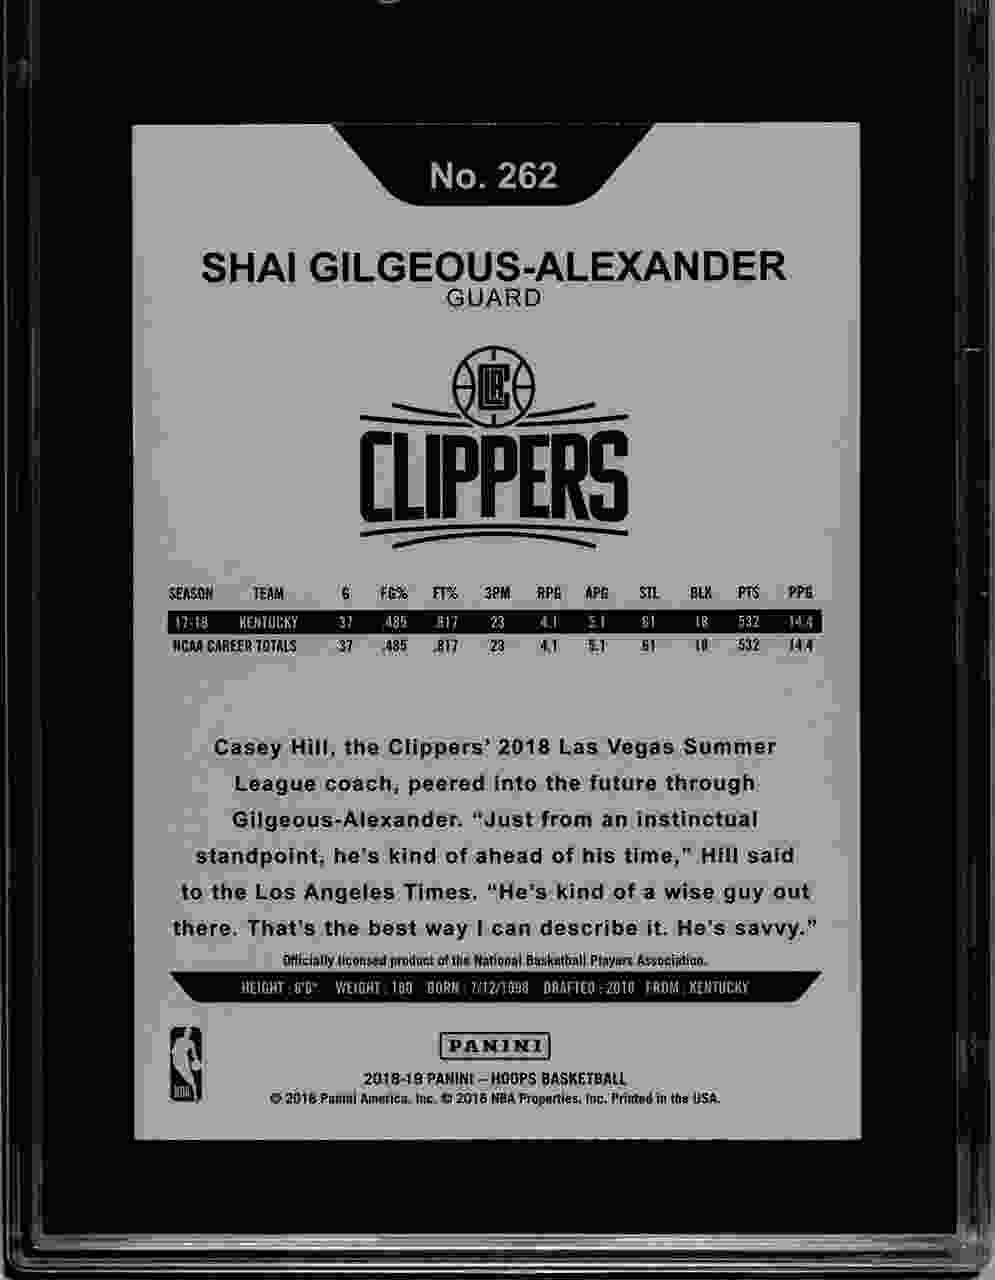 No. 262
SHAI GILGEOUS-ALEXANDER
GUARD
CLIPPERS
SEASON TEAM G FG% FT% 3PM RPG APG STL BLK PTS PPG
17-18 KENTUCKY 37 .485 .817 23 4.1 5.1 61 18 532 14.4
NCAA CAREER TOTALS 37 .485 .817 23 4.1 5.1 61 18 532 14.4
Casey Hill, the Clippers' 2018 Las Vegas Summer
League coach, peered into the future through
Gilgeous-Alexander. "Just from an instinctual
standpoint, he's kind of ahead of his time," Hill said
to the Los Angeles Times. "He's kind of a wise guy out
there. That's the best way I can describe it. He's savvy."
Officially licensed product of the National Basketball Players Association.
HEIGHT : 6'6" WEIGHT : 180 BORN : 7/12/1998 DRAFTED : 2018 FROM : KENTUCKY
NBA
PANINI
2018-19 PANINI – HOOPS BASKETBALL
© 2018 Panini America, Inc. © 2018 NBA Properties, Inc. Printed in the USA.